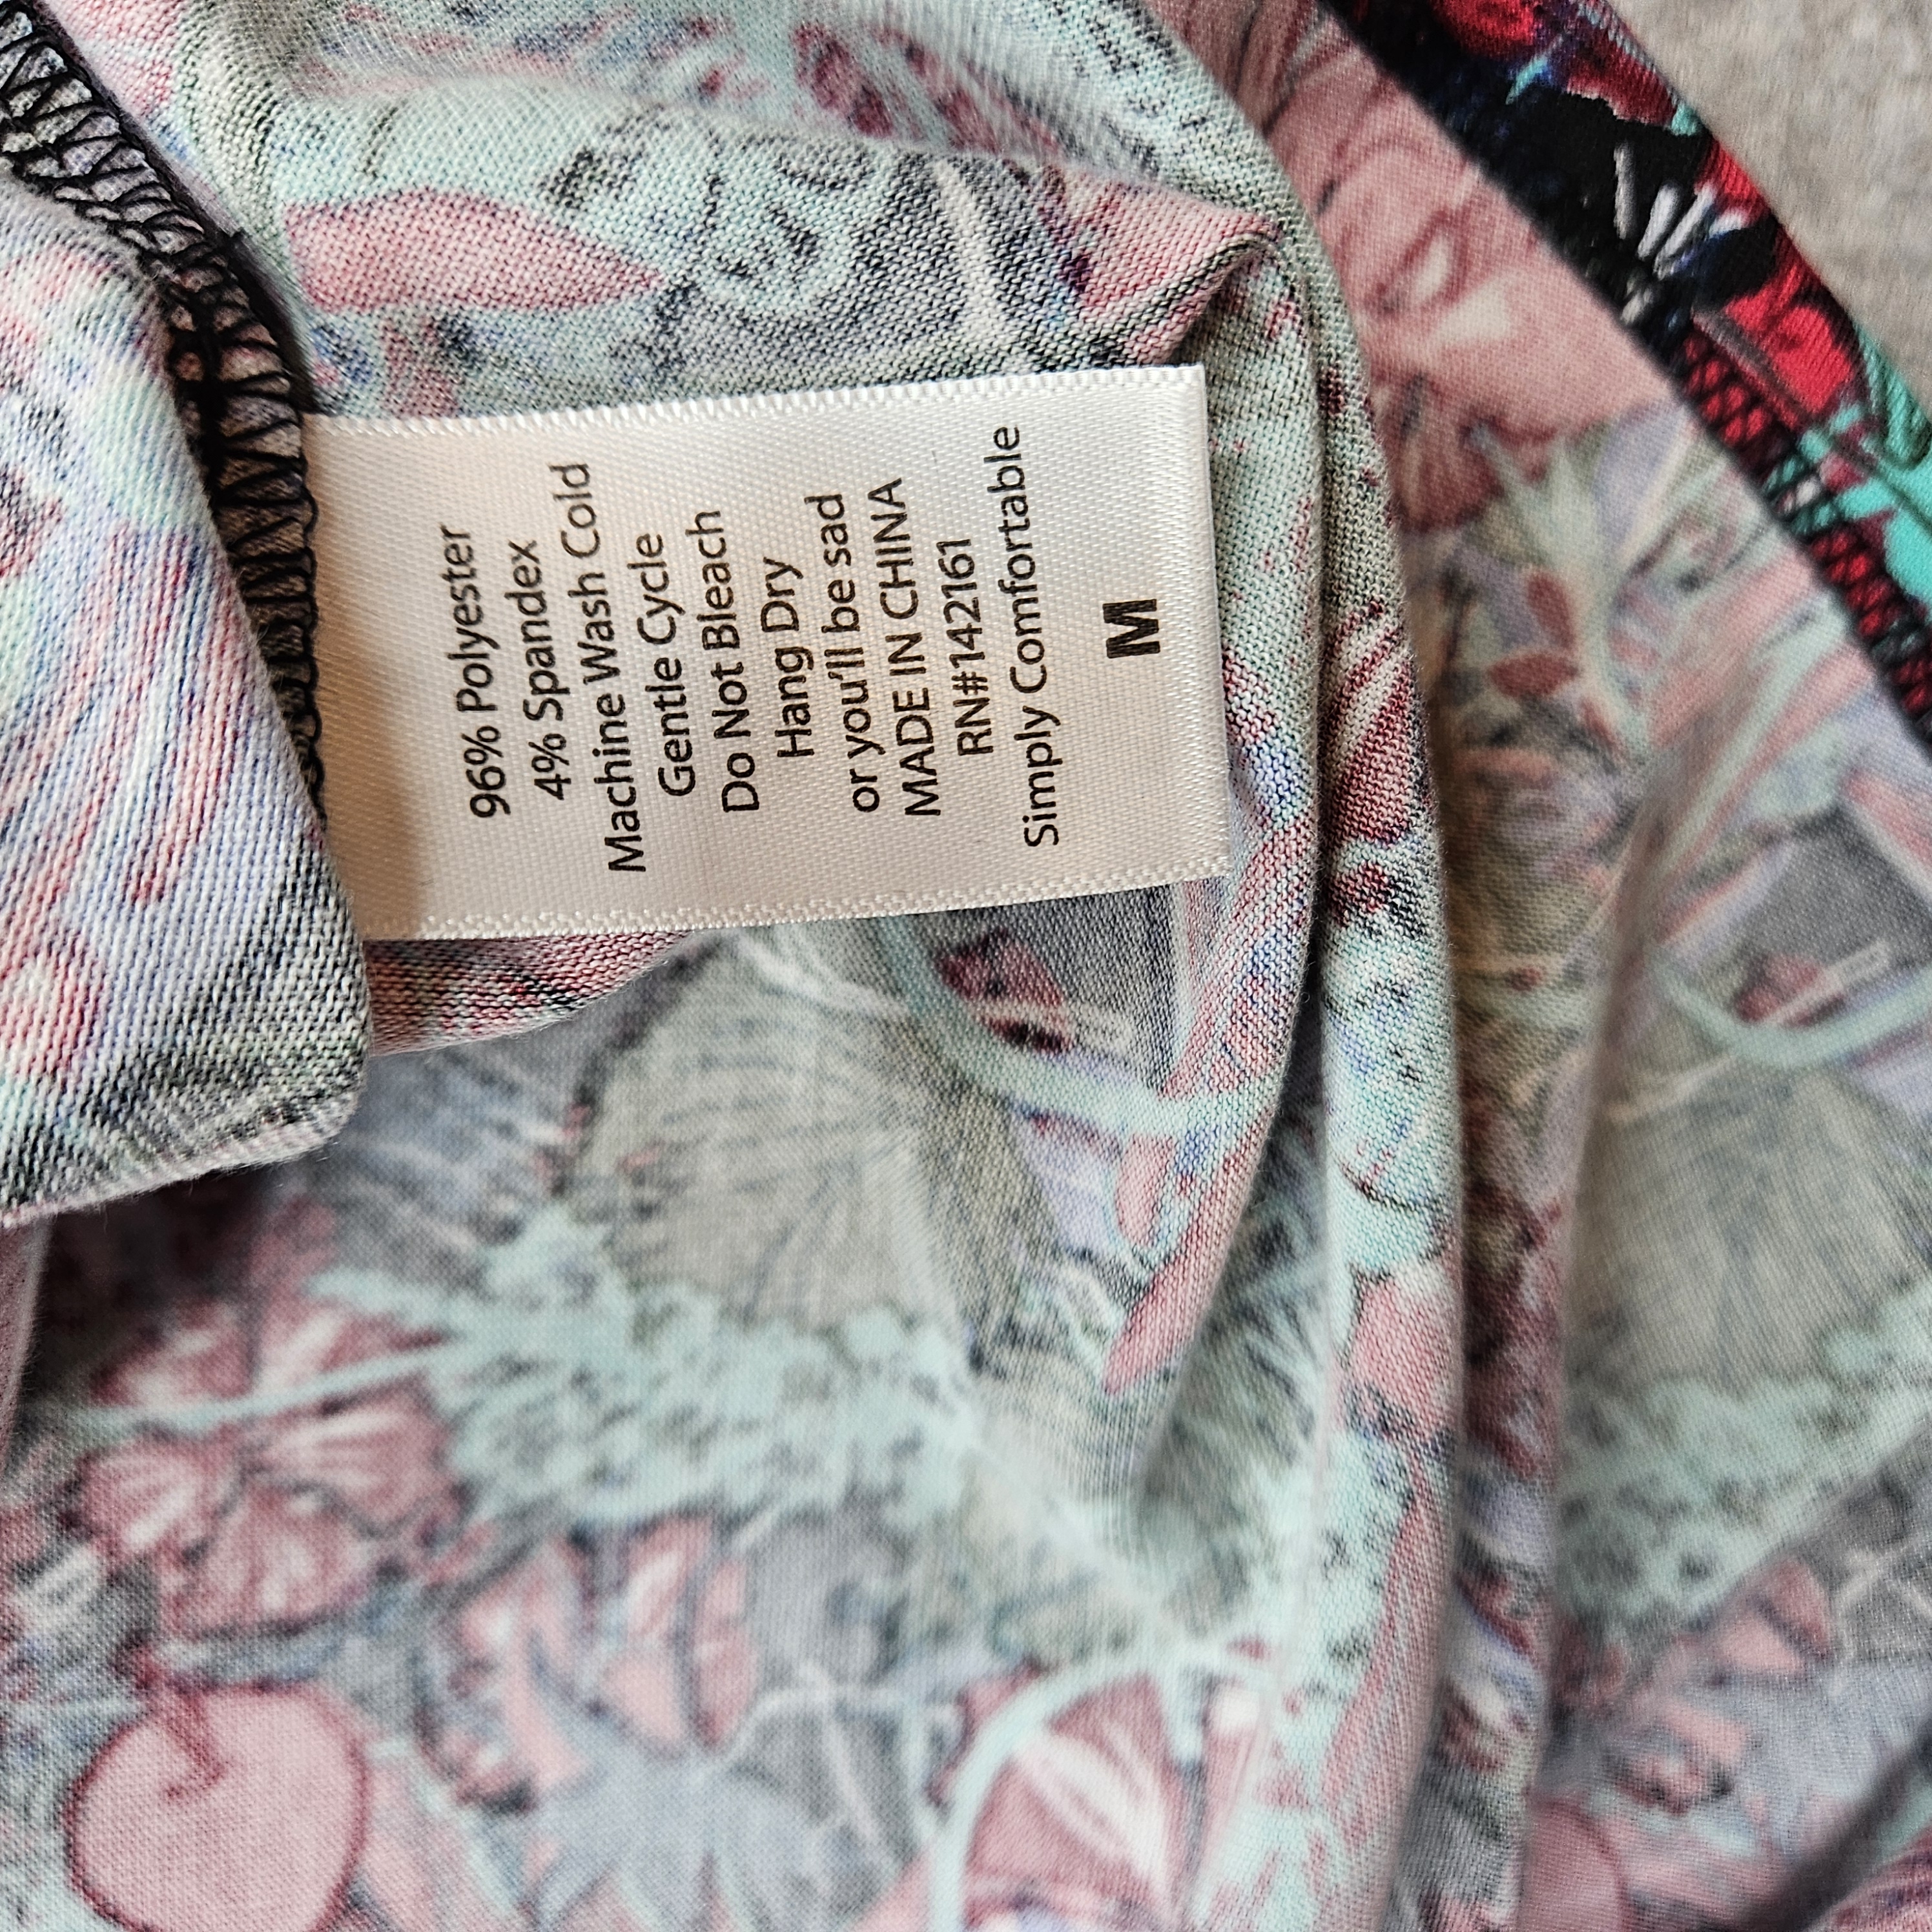 96% Polyester
4% Spandex
Machine Wash Cold
Gentle Cycle
Do Not Bleach
Hang Dry
or you'll be sad
MADE IN CHINA
RN#142161
Simply Comfortable
M